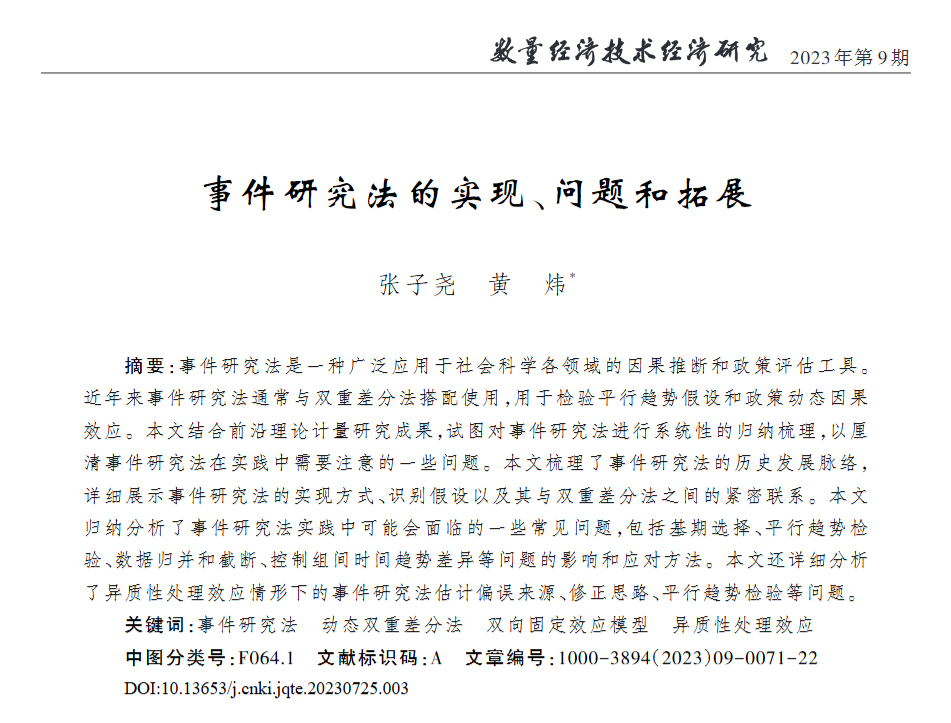 数量经济技术经济研究 2023年第9期
事件研究法的实现、问题和拓展
张子尧 黄 炜*
摘要:事件研究法是一种广泛应用于社会科学各领域的因果推断和政策评估工具。
近年来事件研究法通常与双重差分法搭配使用,用于检验平行趋势假设和政策动态因果
效应。本文结合前沿理论计量研究成果,试图对事件研究法进行系统性的归纳梳理,以厘
清事件研究法在实践中需要注意的一些问题。本文梳理了事件研究法的历史发展脉络,
详细展示事件研究法的实现方式、识别假设以及其与双重差分法之间的紧密联系。本文
归纳分析了事件研究法实践中可能会面临的一些常见问题,包括基期选择、平行趋势检
验、数据归并和截断、控制组间时间趋势差异等问题的影响和应对方法。本文还详细分析
了异质性处理效应情形下的事件研究法估计偏误来源、修正思路、平行趋势检验等问题。
关键词:事件研究法 动态双重差分法 双向固定效应模型 异质性处理效应
中图分类号:F064.1 文献标识码:A 文章编号:1000-3894(2023)09-0071-22
DOI:10.13653/j.cnki.jqte.20230725.003